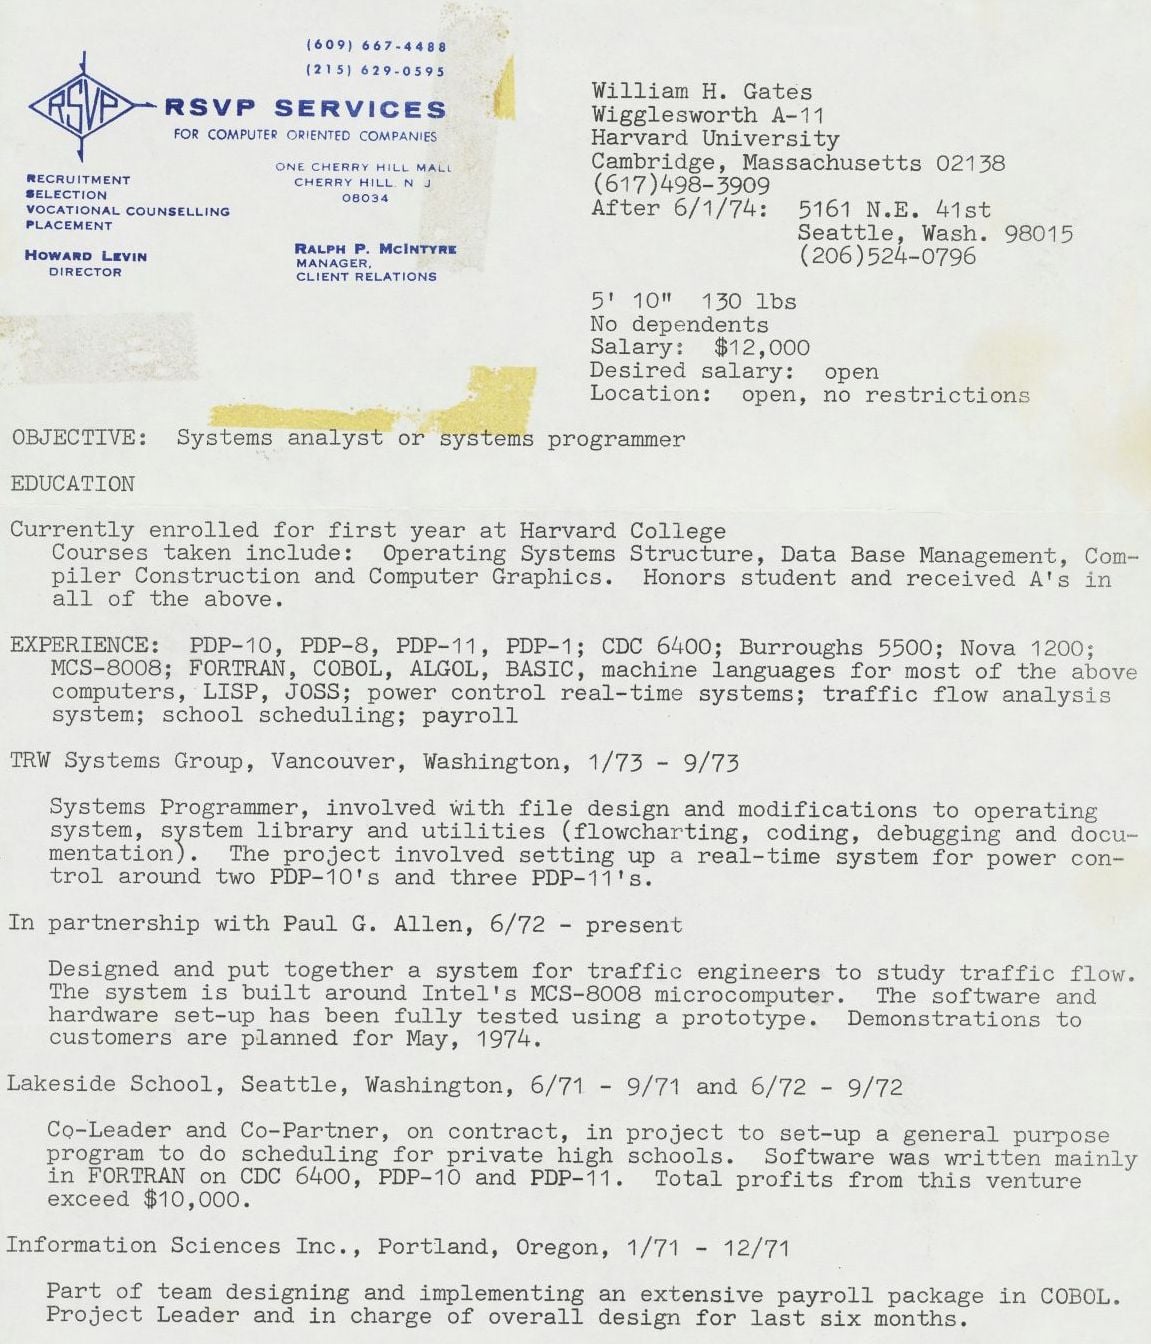 (609) 667-4488
(215) 629-0595
RSVP
RSVP SERVICES
FOR COMPUTER ORIENTED COMPANIES
ONE CHERRY HILL MALL
CHERRY HILL N J
08034
RECRUITMENT
SELECTION
VOCATIONAL COUNSELLING
PLACEMENT
HOWARD LEVIN
DIRECTOR
RALPH P. MCINTYRE
MANAGER,
CLIENT RELATIONS
William H. Gates
Wigglesworth A-11
Harvard University
Cambridge, Massachusetts 02138
(617)498-3909
After 6/1/74: 5161 N.E. 41st
Seattle, Wash. 98015
(206)524-0796
5' 10" 130 lbs
No dependents
Salary: $12,000
Desired salary: open
Location: open, no restrictions
OBJECTIVE: Systems analyst or systems programmer
EDUCATION
Currently enrolled for first year at Harvard College
Courses taken include: Operating Systems Structure, Data Base Management, Com-
piler Construction and Computer Graphics. Honors student and received A's in
all of the above.
EXPERIENCE: PDP-10, PDP-8, PDP-11, PDP-1; CDC 6400; Burroughs 5500; Nova 1200;
MCS-8008; FORTRAN, COBOL, ALGOL, BASIC, machine languages for most of the above
computers, LISP, JOSS; power control real-time systems; traffic flow analysis
system; school scheduling; payroll
TRW Systems Group, Vancouver, Washington, 1/73 - 9/73
Systems Programmer, involved with file design and modifications to operating
system, system library and utilities (flowcharting, coding, debugging and docu-
mentation). The project involved setting up a real-time system for power con-
trol around two PDP-10's and three PDP-11's.
In partnership with Paul G. Allen, 6/72 - present
Designed and put together a system for traffic engineers to study traffic flow.
The system is built around Intel's MCS-8008 microcomputer. The software and
hardware set-up has been fully tested using a prototype. Demonstrations to
customers are planned for May, 1974.
Lakeside School, Seattle, Washington, 6/71 - 9/71 and 6/72 - 9/72
Co-Leader and Co-Partner, on contract, in project to set-up a general purpose
program to do scheduling for private high schools. Software was written mainly
in FORTRAN on CDC 6400, PDP-10 and PDP-11. Total profits from this venture
exceed $10,000.
Information Sciences Inc., Portland, Oregon, 1/71 - 12/71
Part of team designing and implementing an extensive payroll package in COBOL.
Project Leader and in charge of overall design for last six months.